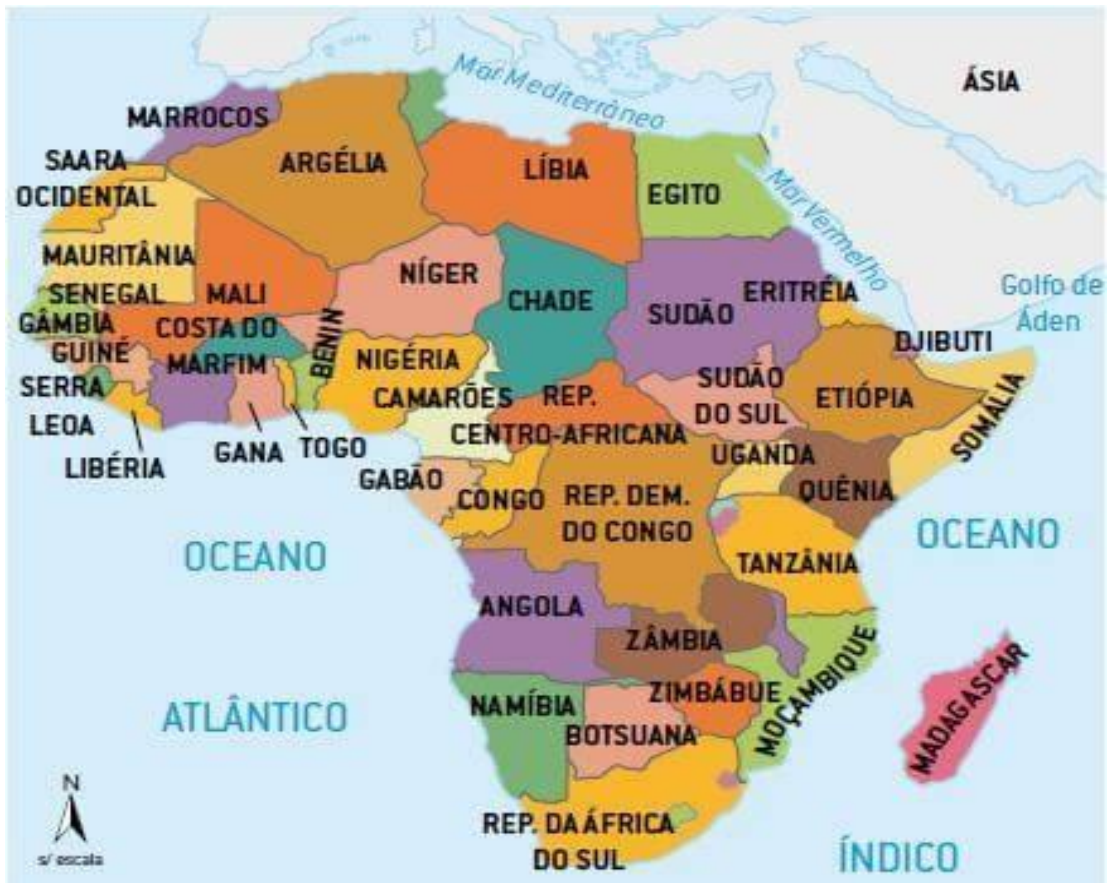 ÁSIA
Mar Mediterrâneo
MARROCOS
SAARA
OCIDENTAL
ARGÉLIA
LÍBIA
EGITO
Mar Vermelho
MAURITÂNIA
SENEGAL
GÂMBIA
MALI
NÍGER
CHADE
SUDÃO
ERITRÉIA
Golfo de
Áden
DJIBUTI
GUINÉ
COSTA DO
MARFIM
BENIN
NIGÉRIA
CAMARÕES
SERRA
LEOA
LIBÉRIA
GANA
TOGO
REP.
CENTRO-AFRICANA
SUDÃO
DO SUL
ETIÓPIA
SOMÁLIA
GABÃO
CONGO
REP. DEM.
DO CONGO
UGANDA
QUÊNIA
TANZÂNIA
OCEANO
ATLÂNTICO
OCEANO
ÍNDICO
ANGOLA
ZÂMBIA
MOÇAMBIQUE
MADAGASCAR
NAMÍBIA
ZIMBÁBUE
BOTSUANA
REP. DA ÁFRICA
DO SUL
N
s/ escala